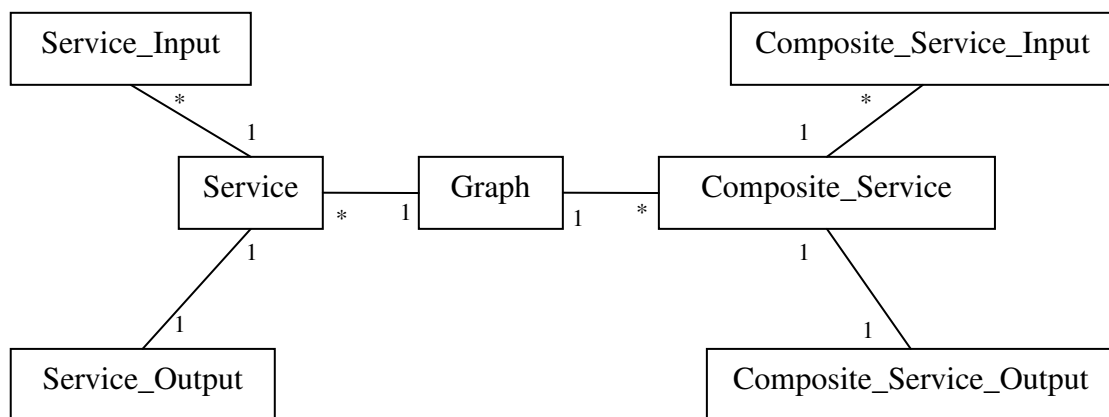 Service_Input
Composite_Service_Input
*
*
1
1
Service
Graph
Composite_Service
*
1
1
*
1
1
1
1
Service_Output
Composite_Service_Output